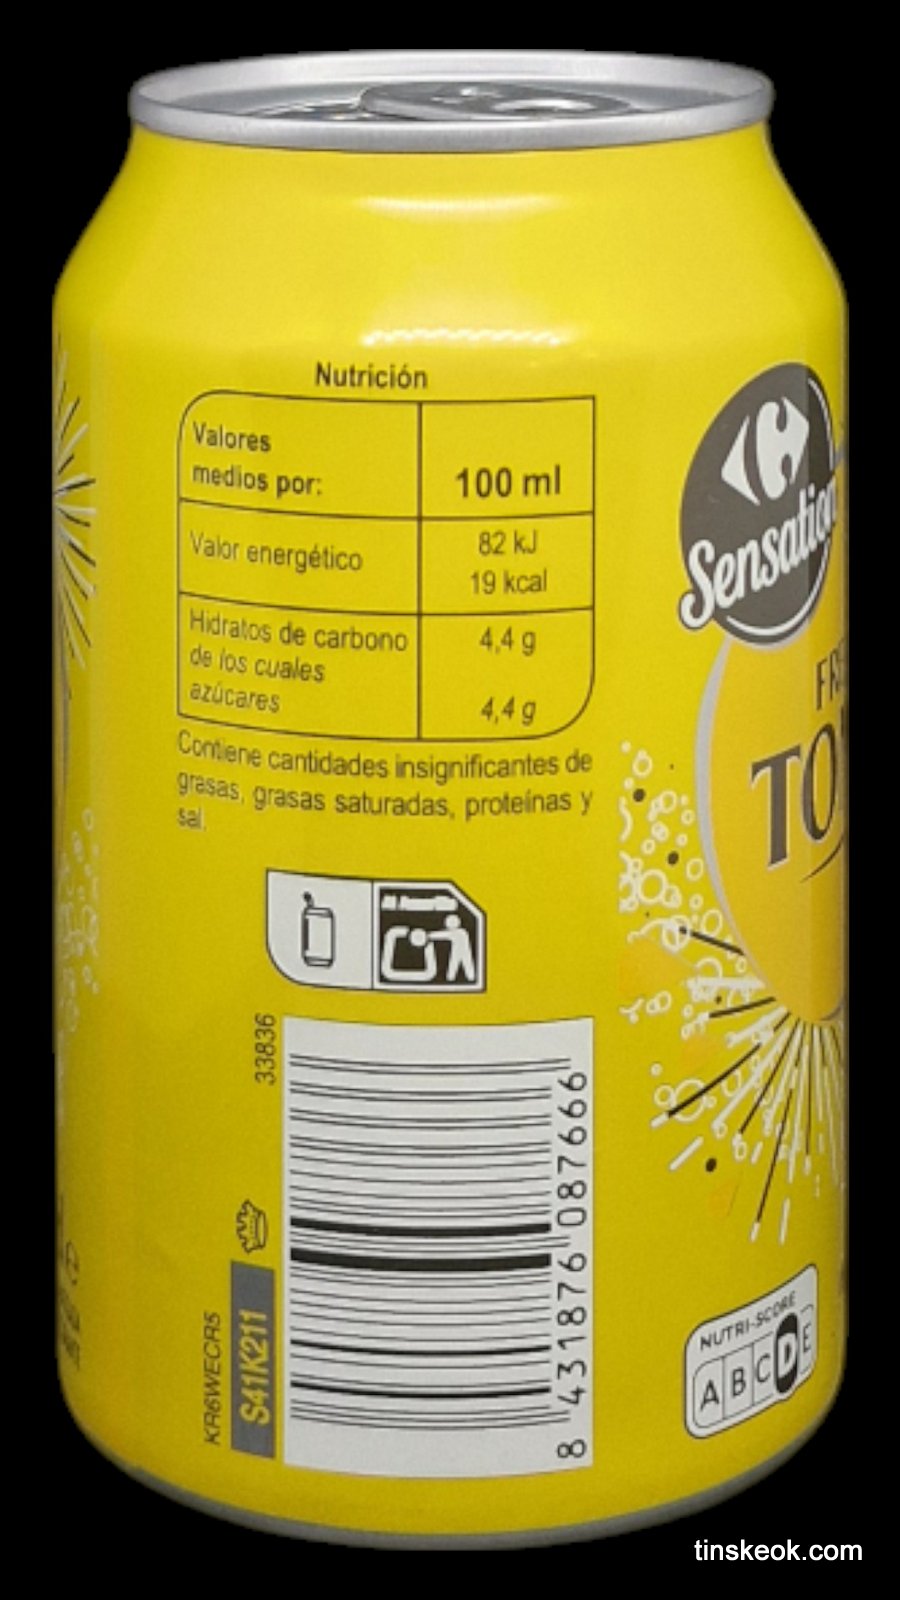 Nutrición
Valores
medios por:
100 ml
Valor energético
82 kJ
19 kcal
Hidratos de carbono
4,4 g
de los cuales
azúcares
4,4 g
Contiene cantidades insignificantes de
grasas, grasas saturadas, proteínas y
sal.
Sensation
TO
33836
8 431876 087666
KR6WECR5
S41K211
NUTRI-SCORE
A B C D E
tinskeok.com